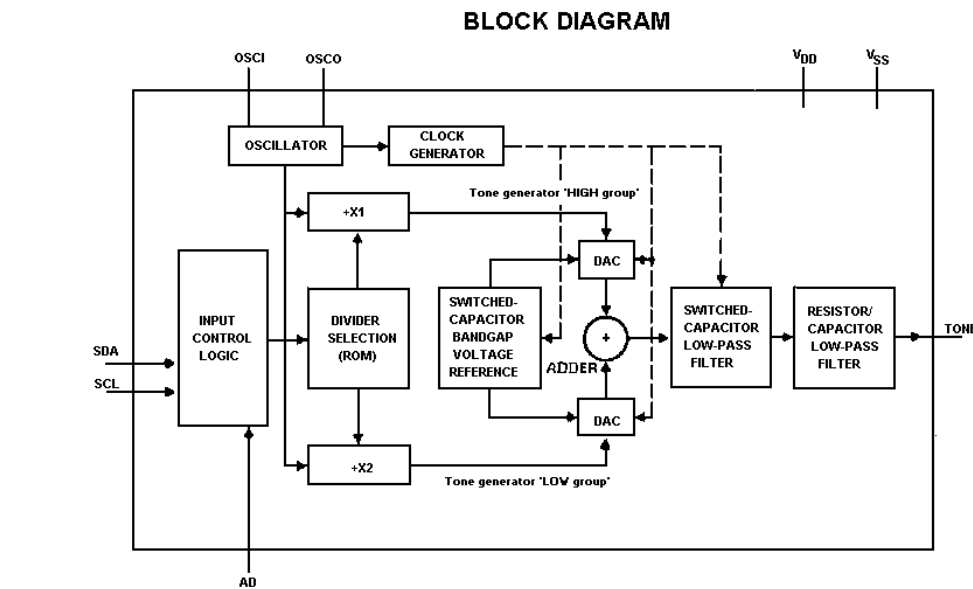 BLOCK DIAGRAM
OSCI
OSCO
VDD
VSS
OSCILLATOR
CLOCK
GENERATOR
Tone generator 'HIGH group'
+X1
DAC
INPUT
CONTROL
LOGIC
DIVIDER
SELECTION
(ROM)
SWITCHED-
CAPACITOR
BANDGAP
VOLTAGE
REFERENCE
+
ADDER
SWITCHED-
CAPACITOR
LOW-PASS
FILTER
RESISTOR/
CAPACITOR
LOW-PASS
FILTER
TONE
SDA
SCL
DAC
+X2
Tone generator 'LOW group'
AD